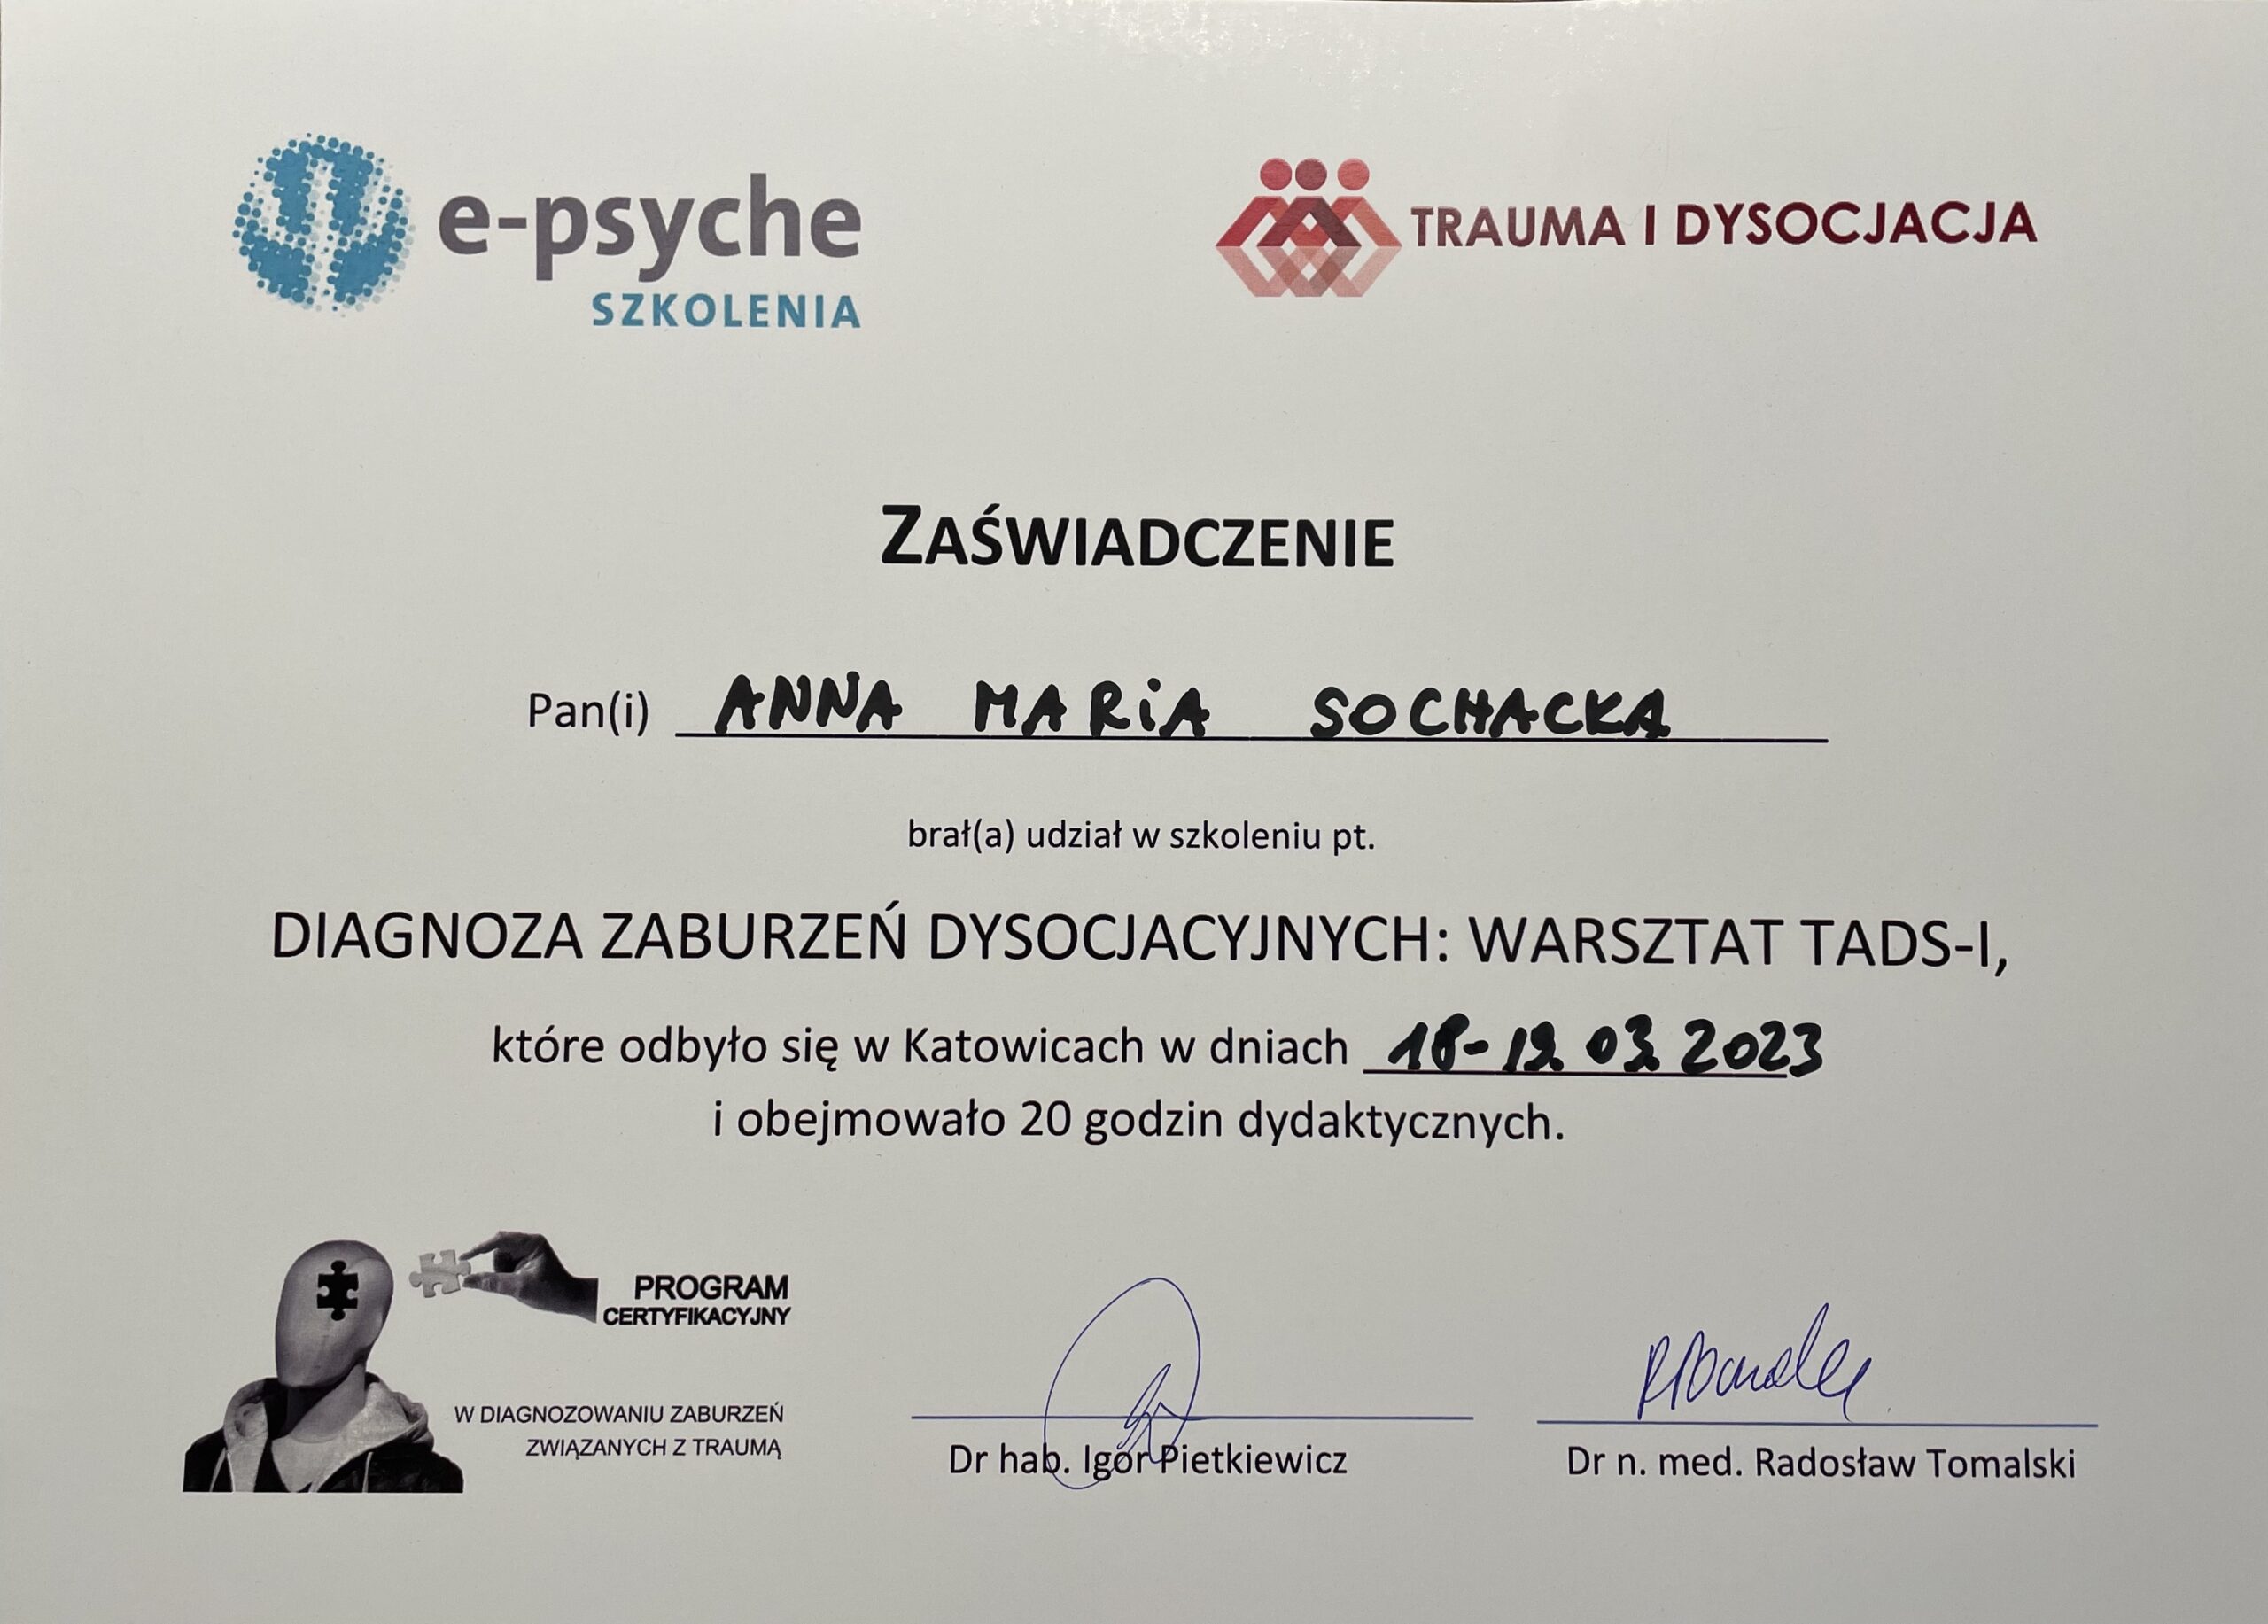 e-psyche
SZKOLENIA
TRAUMA I DYSOCJACJA
ZAŚWIADCZENIE
Pan(i) ANNA MARiA SOCHACKA
brał(a) udział w szkoleniu pt.
DIAGNOZA ZABURZEŃ DYSOCJACYJNYCH: WARSZTAT TADS-I,
które odbyło się w Katowicach w dniach 18-19 03 2023
i obejmowało 20 godzin dydaktycznych.
PROGRAM
CERTYFIKACYJNY
W DIAGNOZOWANIU ZABURZEŃ
ZWIĄZANYCH Z TRAUMĄ
Dr hab. Igor Pietkiewicz
Dr n. med. Radosław Tomalski